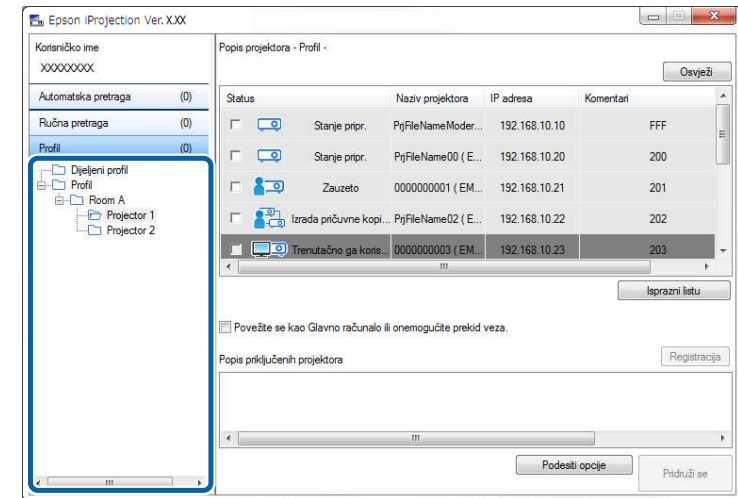 Epson iProjection Ver. X.XX
Korisničko ime
XXXXXXXX
Automatska pretraga (0)
Ručna pretraga (0)
Profil (0)
Dijeljeni profil
Profil
Room A
Projector 1
Projector 2
Popis projektora - Profil -
Osvježi
Status Naziv projektora IP adresa Komentari
Stanje pripr. PrjFileNameModer... 192.168.10.10 FFF
Stanje pripr. PrjFileName00 ( E... 192.168.10.20 200
Zauzeto 0000000001 ( EM... 192.168.10.21 201
Izrada pričuvne kopi... PrjFileName02 ( E... 192.168.10.22 202
Trenutačno ga koris... 0000000003 ( EM... 192.168.10.23 203
Isprazni listu
Povežite se kao Glavno računalo ili onemogućite prekid veza.
Popis priključenih projektora
Registracija
Podesiti opcije
Pridruži se